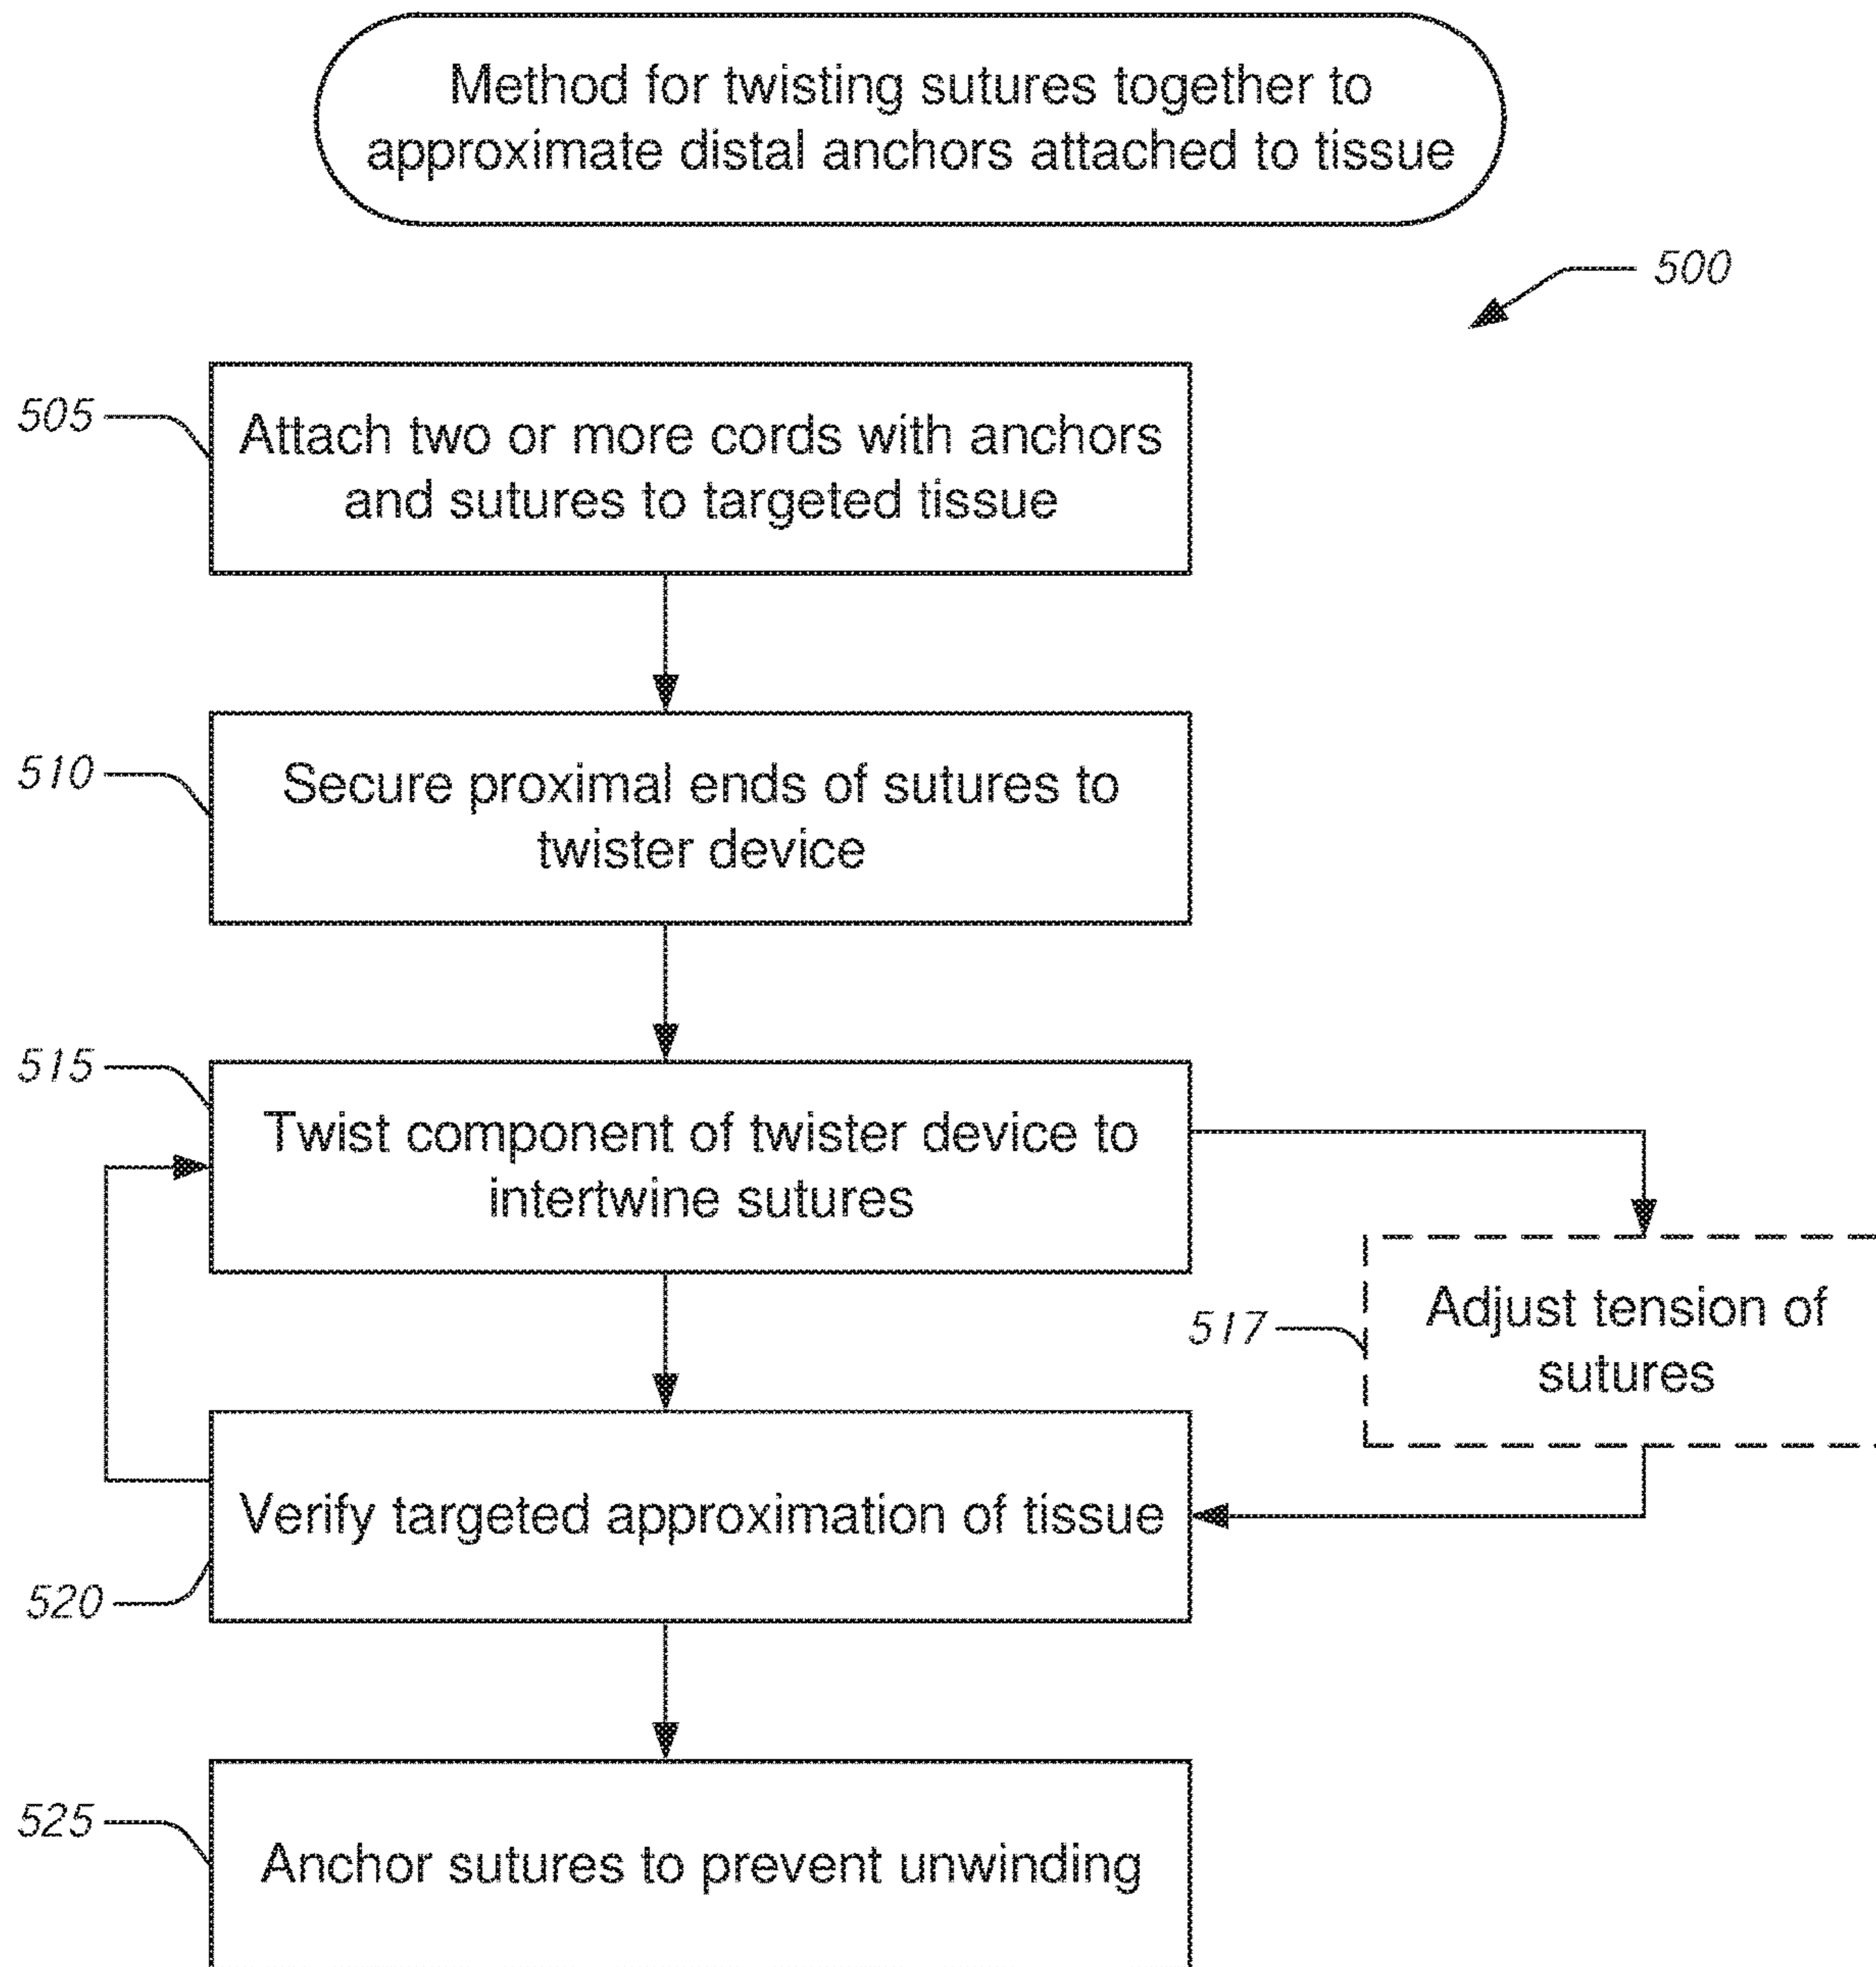 Method for twisting sutures together to
approximate distal anchors attached to tissue
500
505
Attach two or more cords with anchors
and sutures to targeted tissue
510
Secure proximal ends of sutures to
twister device
515
Twist component of twister device to
intertwine sutures
517
Adjust tension of
sutures
Verify targeted approximation of tissue
520
525
Anchor sutures to prevent unwinding